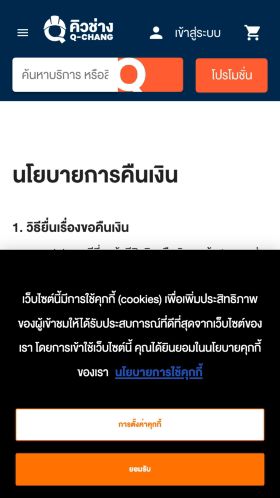 คิวช่าง
Q-CHANG
เข้าสู่ระบบ
ค้นหาบริการ หรือสิ
โปรโมชั่น
นโยบายการคืนเงิน
1. วิธียื่นเรื่องขอคืนเงิน
เว็บไซต์นี้มีการใช้คุกกี้ (cookies) เพื่อเพิ่มประสิทธิภาพ
ของผู้เข้าชมให้ได้รับประสบการณ์ที่ดีที่สุดจากเว็บไซต์ของ
เรา โดยการเข้าใช้เว็บไซต์นี้ คุณได้ยินยอมในนโยบายคุกกี้
ของเรา นโยบายการใช้คุกกี้
การตั้งค่าคุกกี้
ยอมรับ